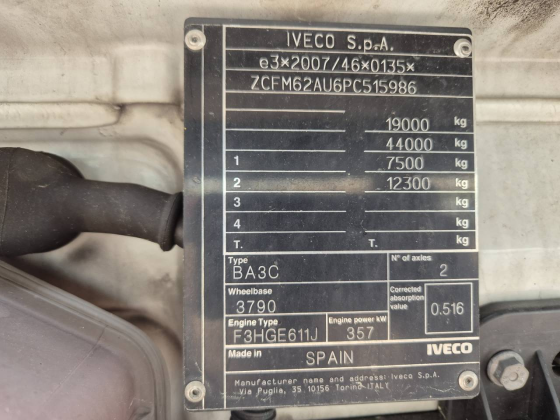 IVECO S.p.A.
e3*2007/46*0135*
ZCFM62AU6PC515986
19000 kg
44000 kg
1 7500 kg
2 12300 kg
3 kg
4 kg
T. T. kg
Type
BA3C
N° of axles
2
Wheelbase
3790
Corrected absorption value
0.516
Engine Type
F3HGE611J
Engine power kW
357
Made in SPAIN
IVECO
Manufacturer name and address: Iveco S.p.A.
Via Puglia, 35 10156 Torino-ITALY